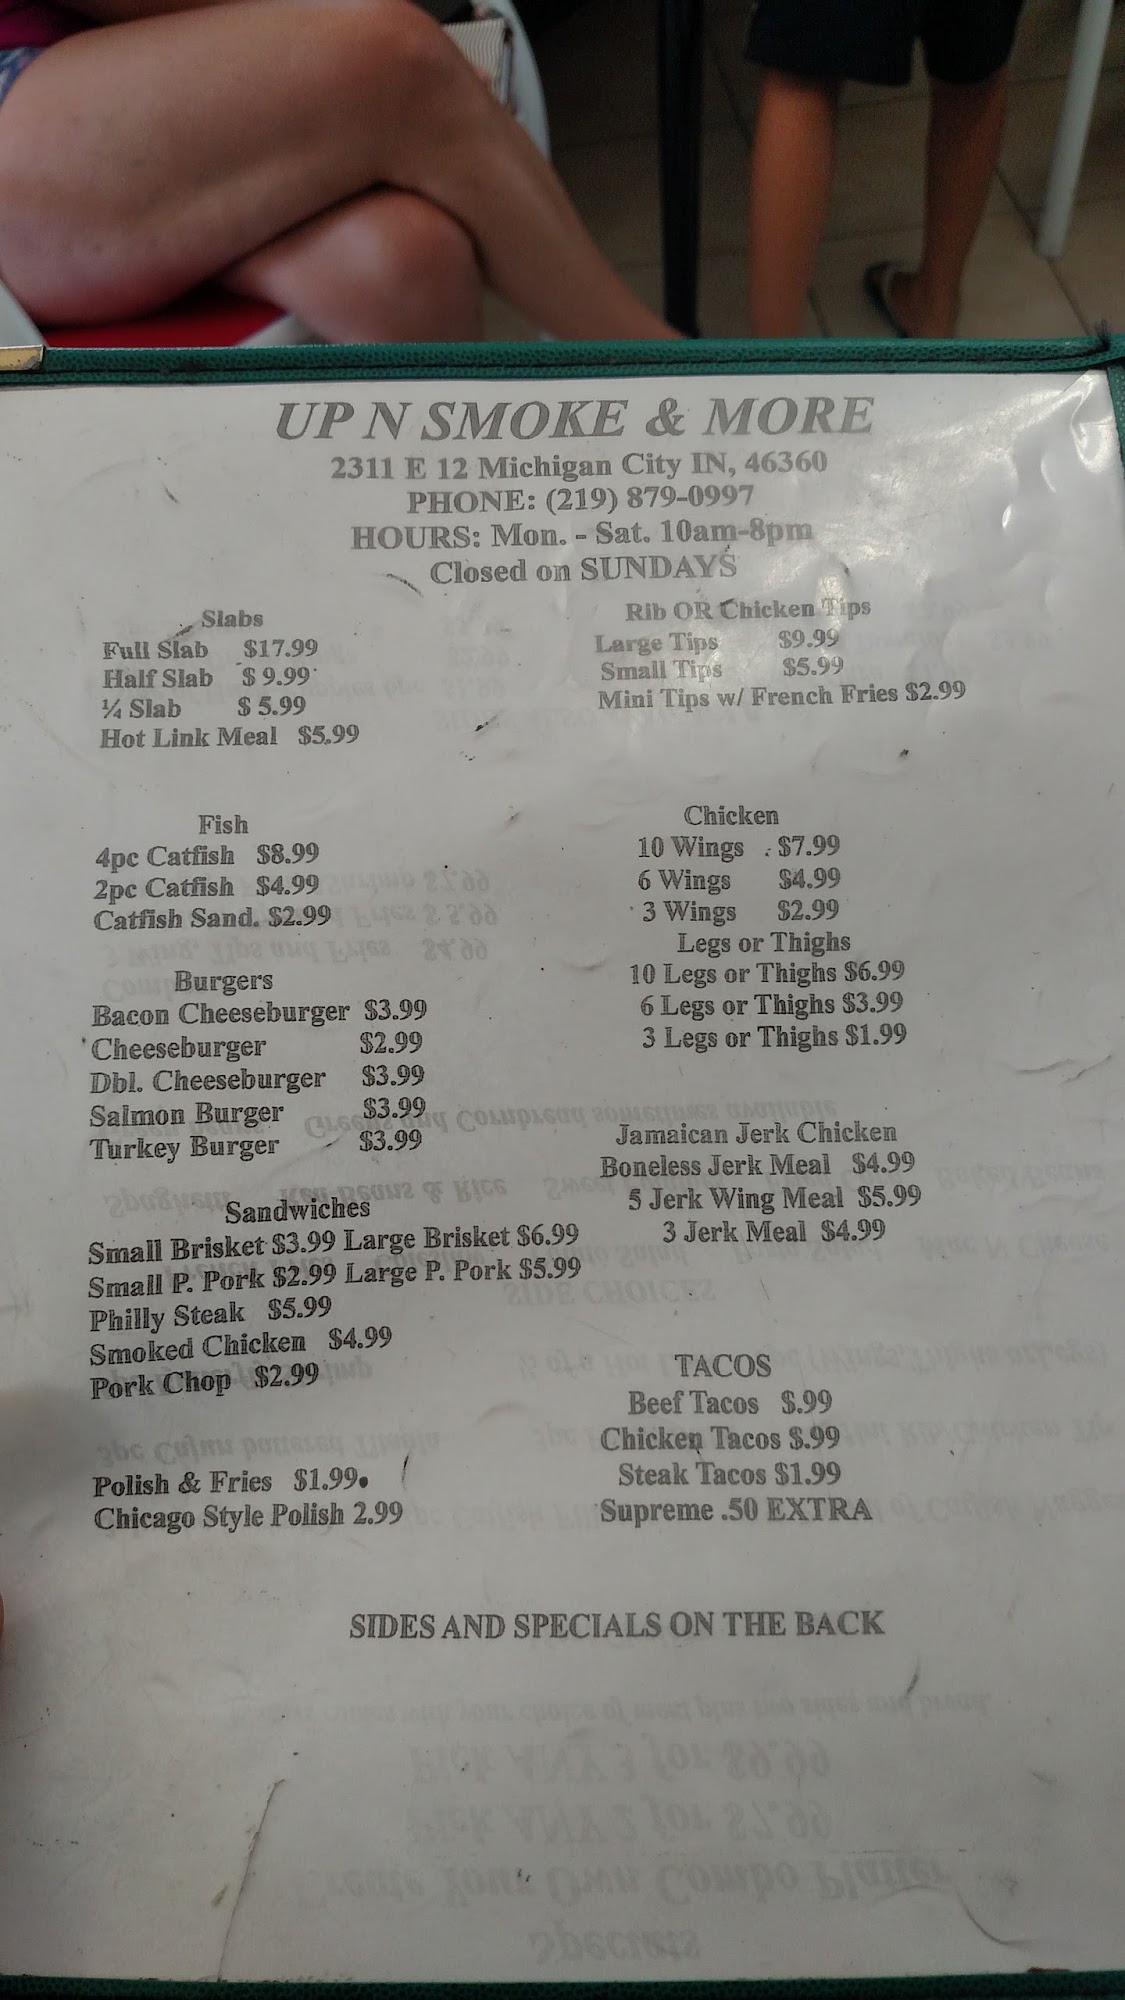 UP N SMOKE & MORE
2311 E 12 Michigan City IN, 46360
PHONE: (219) 879-0997
HOURS: Mon. - Sat. 10am-8pm
Closed on SUNDAYS
Slabs
Full Slab $17.99
Half Slab $ 9.99
¼ Slab $ 5.99
Hot Link Meal $5.99
Rib OR Chicken Tips
Large Tips $9.99
Small Tips $5.99
Mini Tips w/ French Fries $2.99
Fish
4pc Catfish $8.99
2pc Catfish $4.99
Catfish Sand. $2.99
Burgers
Bacon Cheeseburger $3.99
Cheeseburger $2.99
Dbl. Cheeseburger $3.99
Salmon Burger $3.99
Turkey Burger $3.99
Sandwiches
Small Brisket $3.99 Large Brisket $6.99
Small P. Pork $2.99 Large P. Pork $5.99
Philly Steak $5.99
Smoked Chicken $4.99
Pork Chop $2.99
Polish & Fries $1.99
Chicago Style Polish 2.99
Chicken
10 Wings $7.99
6 Wings $4.99
3 Wings $2.99
Legs or Thighs
10 Legs or Thighs $6.99
6 Legs or Thighs $3.99
3 Legs or Thighs $1.99
Jamaican Jerk Chicken
Boneless Jerk Meal $4.99
5 Jerk Wing Meal $5.99
3 Jerk Meal $4.99
TACOS
Beef Tacos $.99
Chicken Tacos $.99
Steak Tacos $1.99
Supreme .50 EXTRA
SIDES AND SPECIALS ON THE BACK